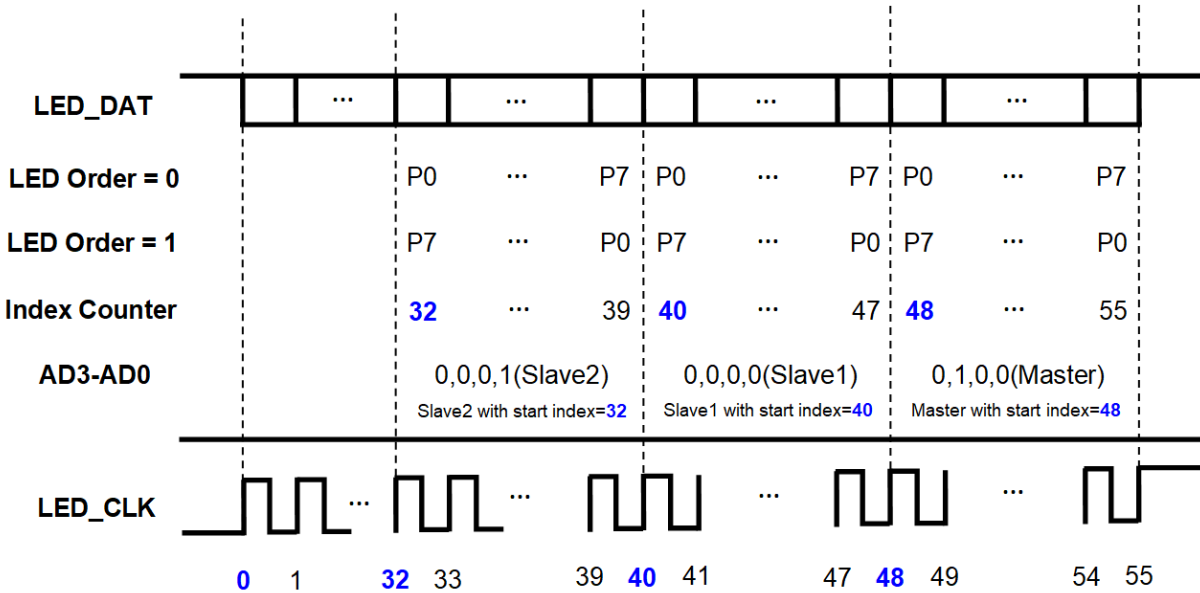 LED_DAT ... ... ... ...
LED Order = 0 P0 ... P7 P0 ... P7 P0 ... P7
LED Order = 1 P7 ... P0 P7 ... P0 P7 ... P0
Index Counter 32 ... 39 40 ... 47 48 ... 55
AD3-AD0 0,0,0,1(Slave2) 0,0,0,0(Slave1) 0,1,0,0(Master)
Slave2 with start index=32 Slave1 with start index=40 Master with start index=48
LED_CLK ... ... ... ...
0 1 32 33 39 40 41 47 48 49 54 55